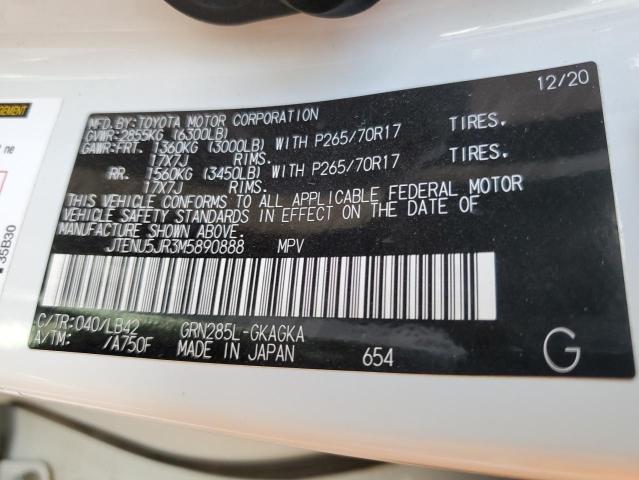 12/20
MFD.BY: TOYOTA MOTOR CORPORATION
GVWR: 2855KG (6300LB)
GAWR: FRT. 1360KG (3000LB) WITH P265/70R17 TIRES.
17X7J RIMS.
RR. 1560KG (3450LB) WITH P265/70R17 TIRES.
17X7J RIMS.
THIS VEHICLE CONFORMS TO ALL APPLICABLE FEDERAL MOTOR
VEHICLE SAFETY STANDARDS IN EFFECT ON THE DATE OF
MANUFACTURE SHOWN ABOVE.
JTENU5JR3M5890888 MPV
C/TR: 040/LB42 GRN285L-GKAGKA
A/TM: /A750F MADE IN JAPAN 654
G
ne
35B30